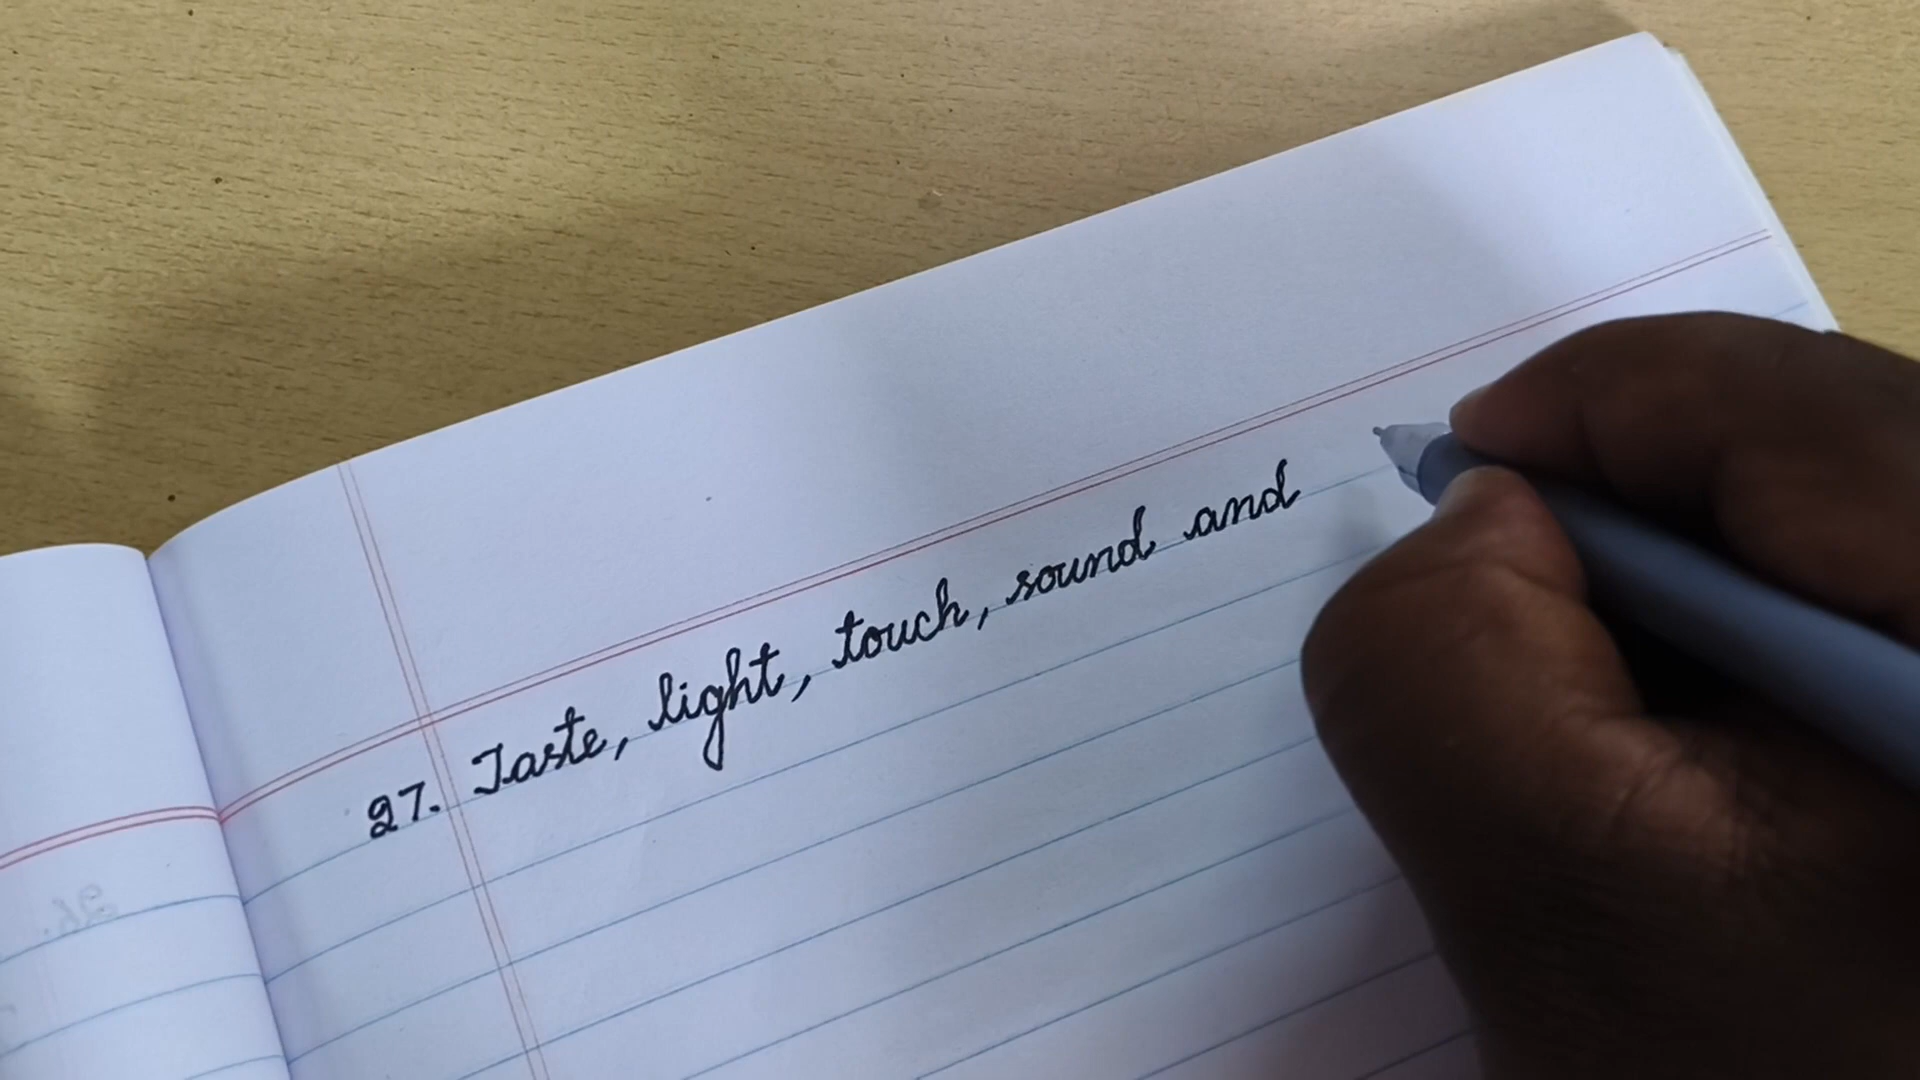 27. Taste, light, touch, sound and